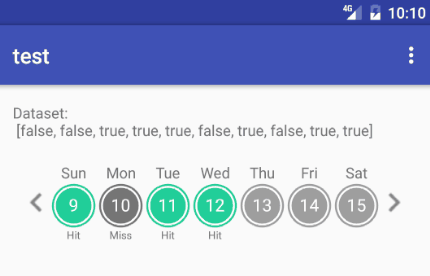 4G 10:10
test
Dataset:
[false, false, true, true, true, false, true, false, true, true]
Sun Mon Tue Wed Thu Fri Sat
9 10 11 12 13 14 15
Hit Miss Hit Hit